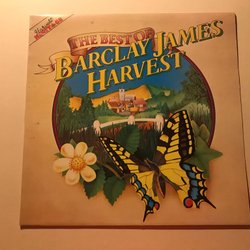 THE BEST OF
BARCLAY JAMES
HARVEST